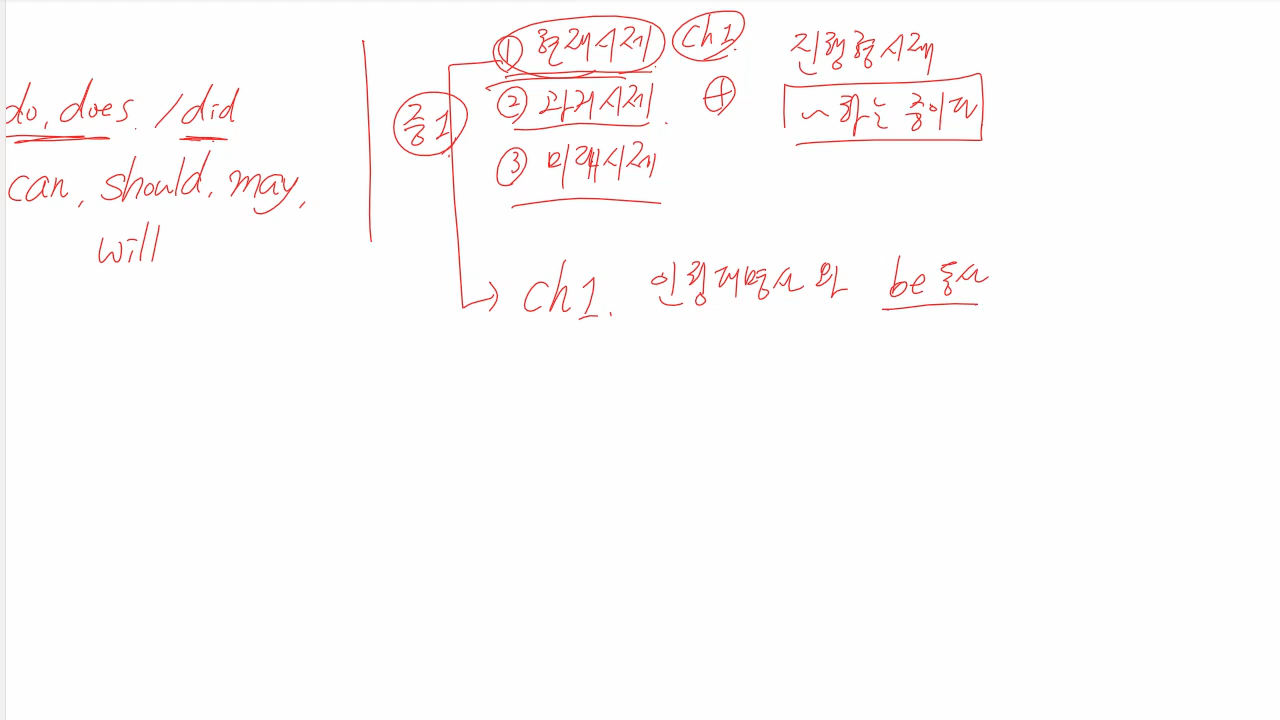 do, does. / did
can, should, may,
will
중1
① 현재시제 ch1.
② 과거시제.
③ 미래시제
⊕
진행형시제
~하는 중이다
ch1. 인칭대명사 와 be동사